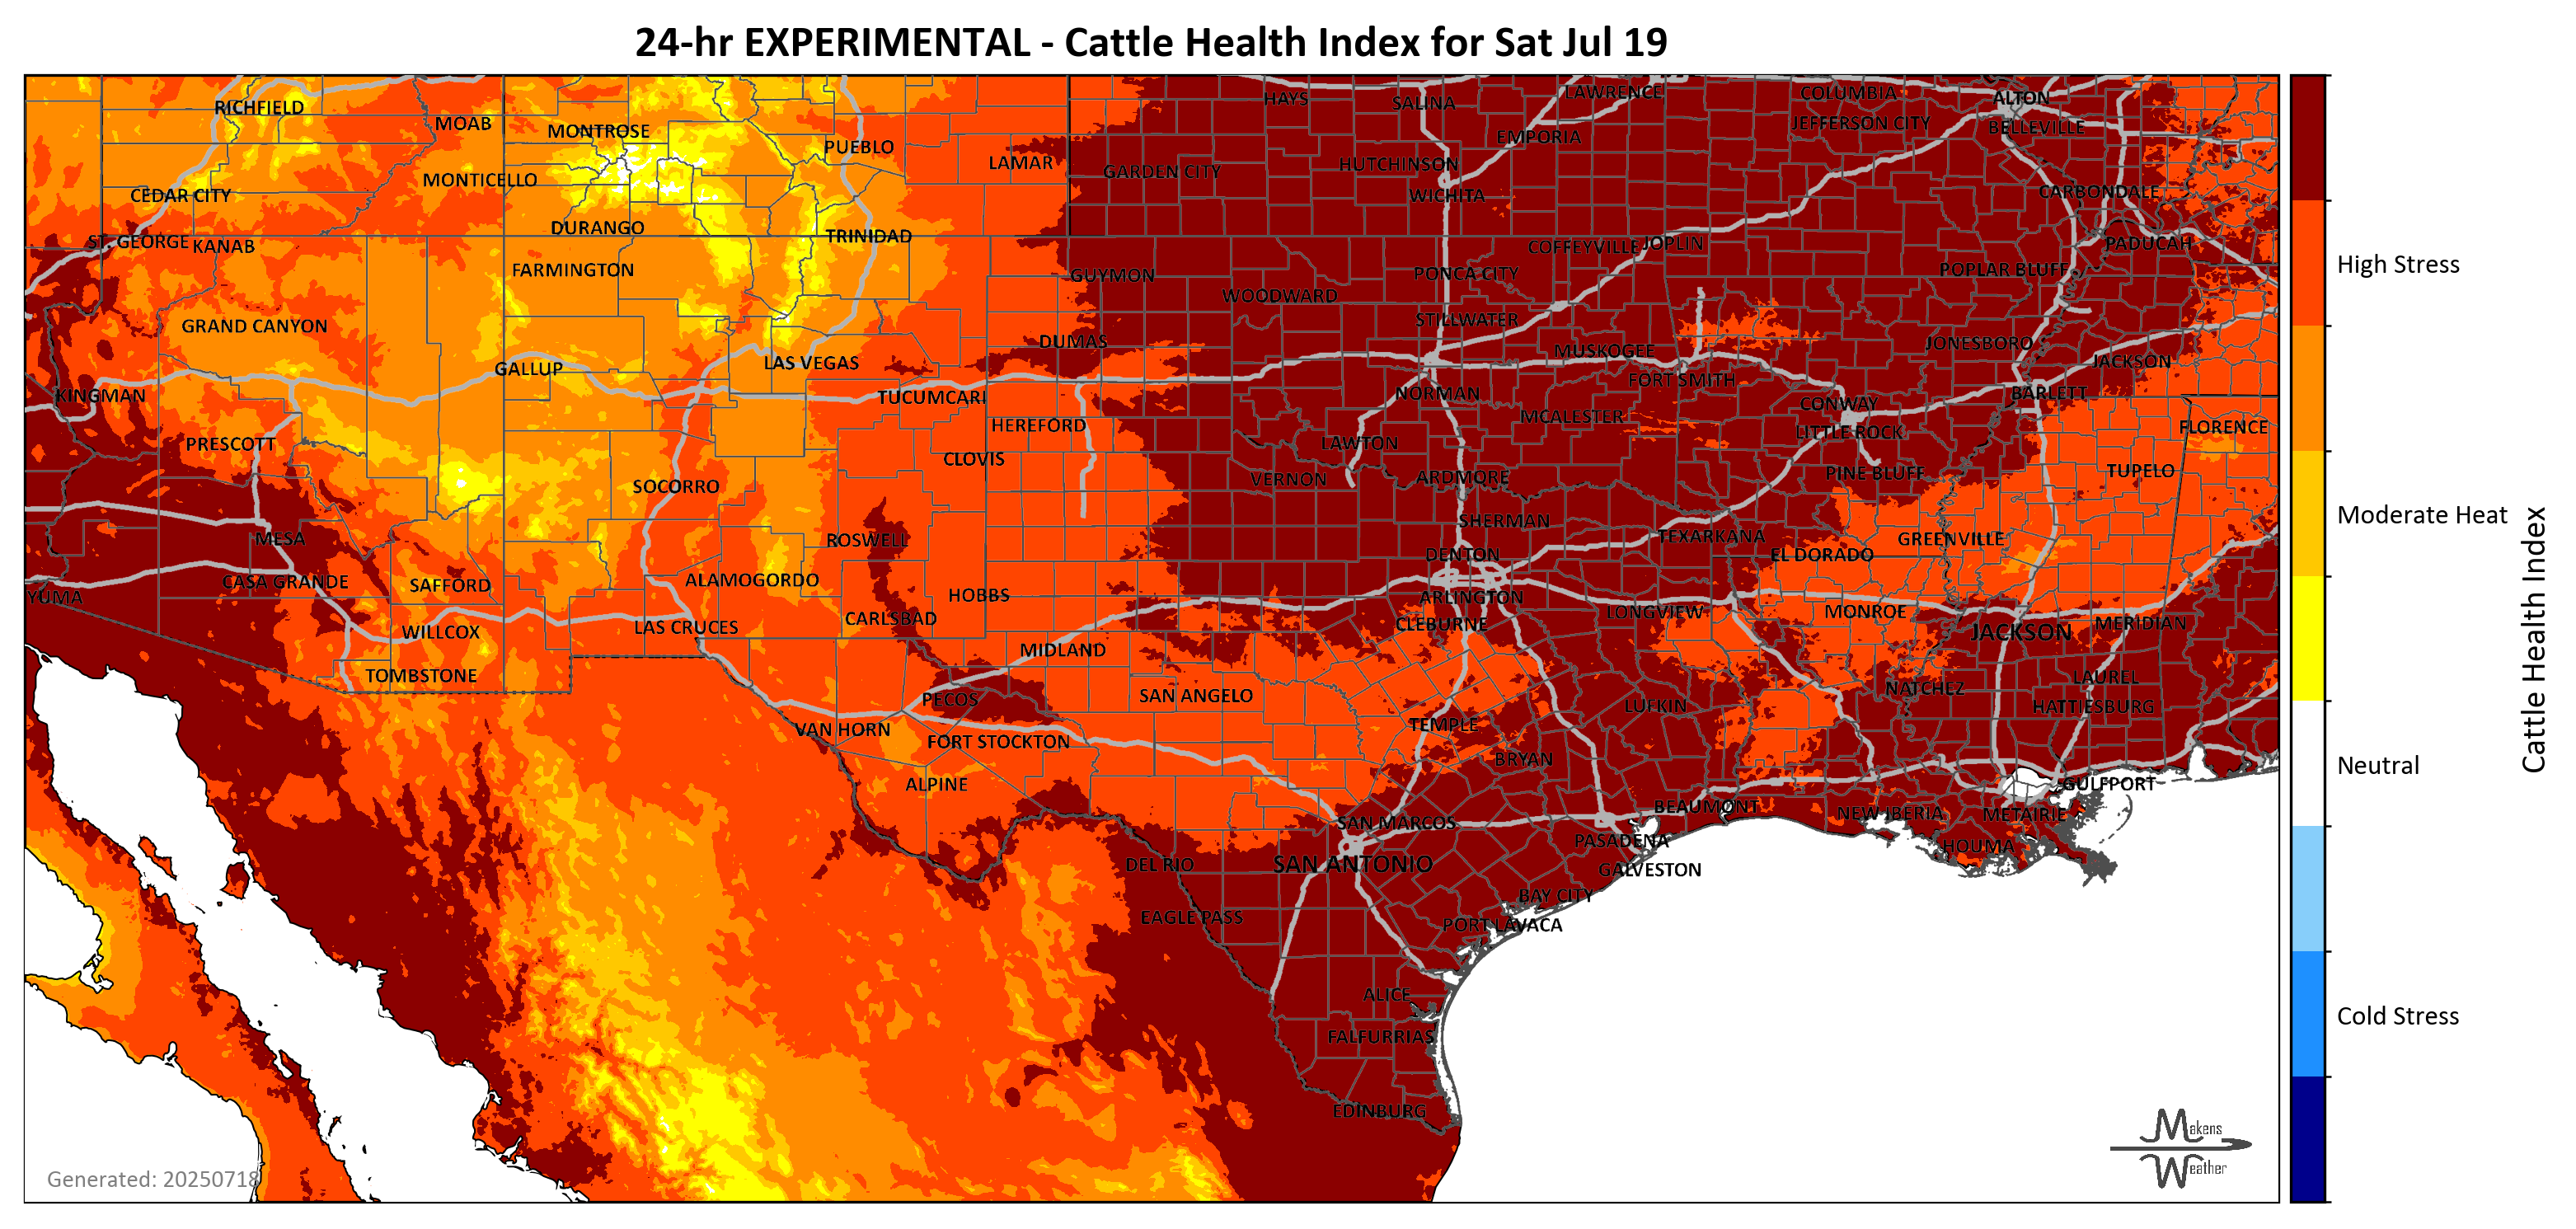 24-hr EXPERIMENTAL - Cattle Health Index for Sat Jul 19
HAYS
SALINA
LAWRENCE
COLUMBIA
ALTON
RICHFIELD
MOAB
MONTROSE
PUEBLO
EMPORIA
JEFFERSON CITY
BELLEVILLE
LAMAR
GARDEN CITY
HUTCHINSON
MONTICELLO
CEDAR CITY
WICHITA
CARBONDALE
DURANGO
TRINIDAD
ST. GEORGE
KANAB
COFFEYVILLE
JOPLIN
PADUCAH
High Stress
FARMINGTON
GUYMON
PONCA CITY
POPLAR BLUFF
WOODWARD
GRAND CANYON
STILLWATER
DUMAS
MUSKOGEE
JONESBORO
GALLUP
LAS VEGAS
JACKSON
FORT SMITH
KINGMAN
TUCUMCARI
NORMAN
BARLETT
CONWAY
MCALESTER
HEREFORD
FLORENCE
PRESCOTT
LAWTON
LITTLE ROCK
CLOVIS
TUPELO
SOCORRO
VERNON
ARDMORE
PINE BLUFF
Moderate Heat
SHERMAN
MESA
ROSWELL
TEXARKANA
GREENVILLE
DENTON
EL DORADO
CASA GRANDE
SAFFORD
ALAMOGORDO
YUMA
HOBBS
ARLINGTON
CARLSBAD
LONGVIEW
MONROE
WILLCOX
LAS CRUCES
CLEBURNE
JACKSON
MERIDIAN
MIDLAND
TOMBSTONE
PECOS
SAN ANGELO
NATCHEZ
LAUREL
LUFKIN
HATTIESBURG
VAN HORN
FORT STOCKTON
TEMPLE
BRYAN
Cattle Health Index
Neutral
ALPINE
GULFPORT
SAN MARCOS
BEAUMONT
NEW IBERIA
METAIRIE
PASADENA
HOUMA
DEL RIO
SAN ANTONIO
GALVESTON
BAY CITY
EAGLE PASS
PORT LAVACA
ALICE
Cold Stress
FALFURRIAS
EDINBURG
Makens
Weather
Generated: 20250718